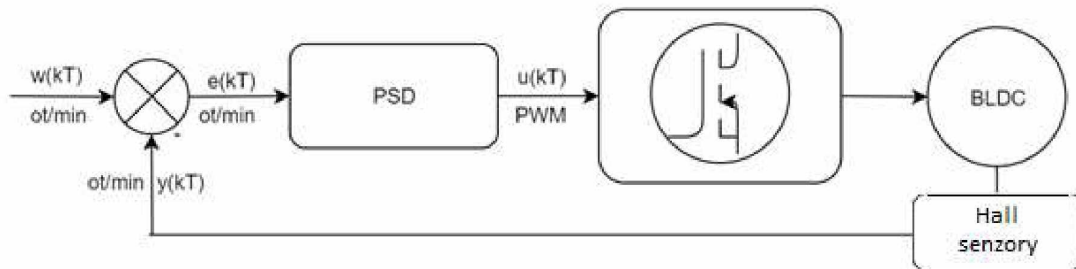 w(kT)
ot/min
e(kT)
ot/min
PSD
u(kT)
PWM
BLDC
-
ot/min y(kT)
Hall
senzory